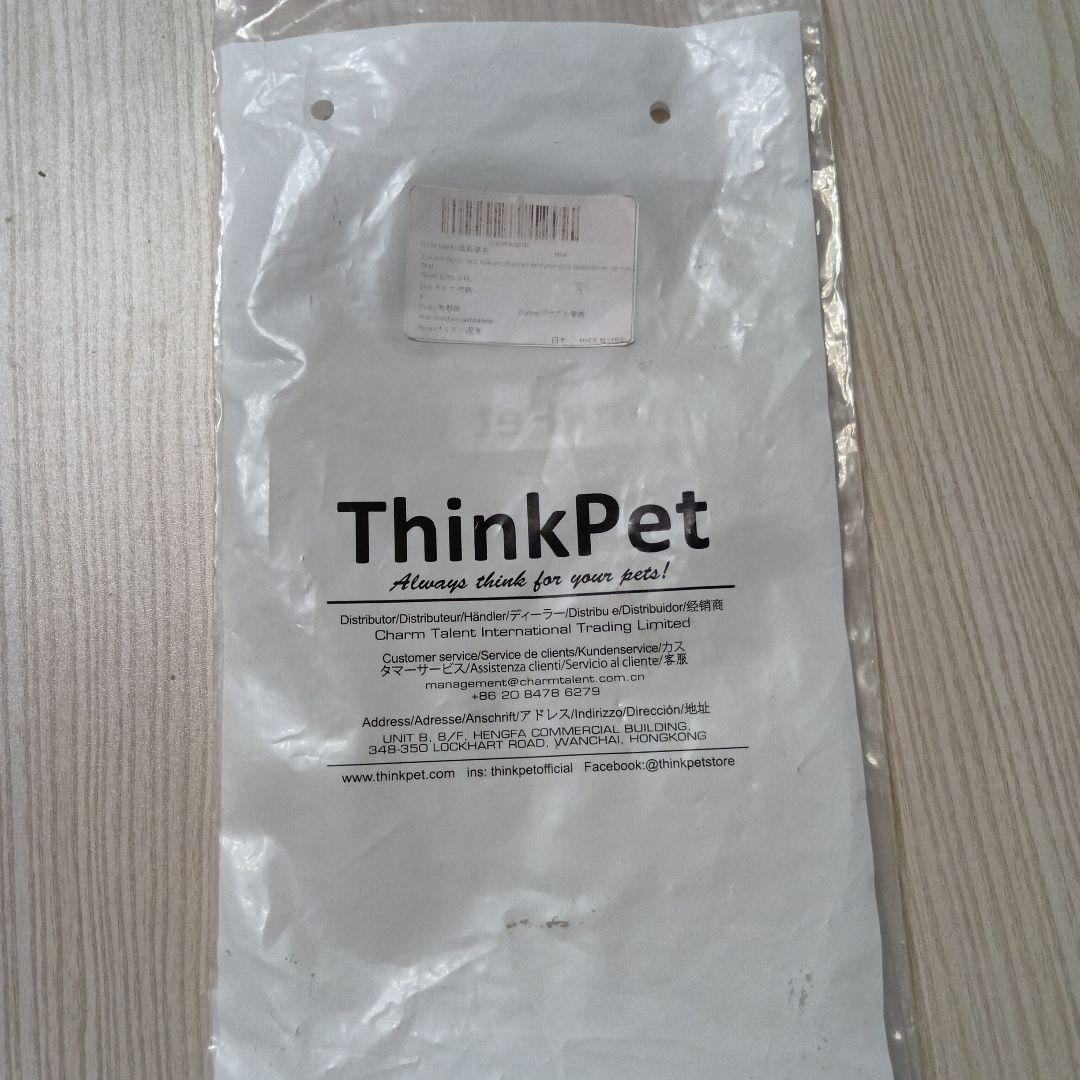 New
MADE IN CHINA
ThinkPet
Always think for your pets!
Distributor/Distributeur/Händler/ディーラー/Distribu e/Distribuidor/经销商
Charm Talent International Trading Limited
Customer service/Service de clients/Kundenservice/カス
タマーサービス/Assistenza clienti/Servicio al cliente/客服
management@charmtalent.com.cn
+86 20 8478 6279
Address/Adresse/Anschrift/アドレス/Indirizzo/Dirección/地址
UNIT B, 8/F, HENGFA COMMERCIAL BUILDING,
348-350 LOCKHART ROAD, WANCHAI, HONGKONG
www.thinkpet.com ins: thinkpetofficial Facebook:@thinkpetstore